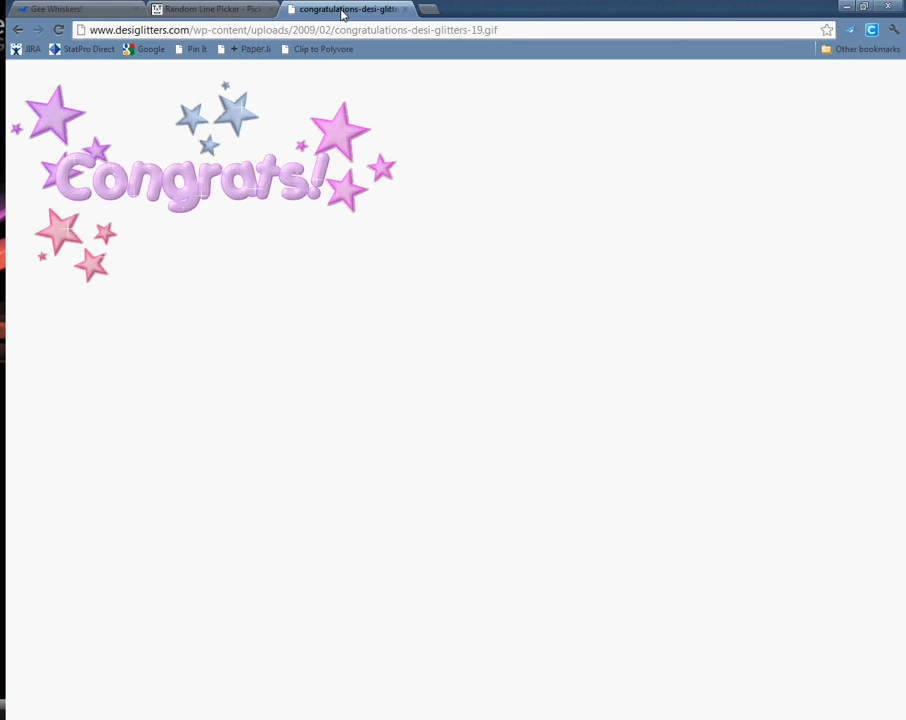 Gee Whiskers!
Random Line Picker - Pick
congratulations-desi-glitte
www.desiglitters.com/wp-content/uploads/2009/02/congratulations-desi-glitters-19.gif
JIRA StatPro Direct Google Pin It + Paper.li Clip to Polyvore Other bookmarks
Congrats!